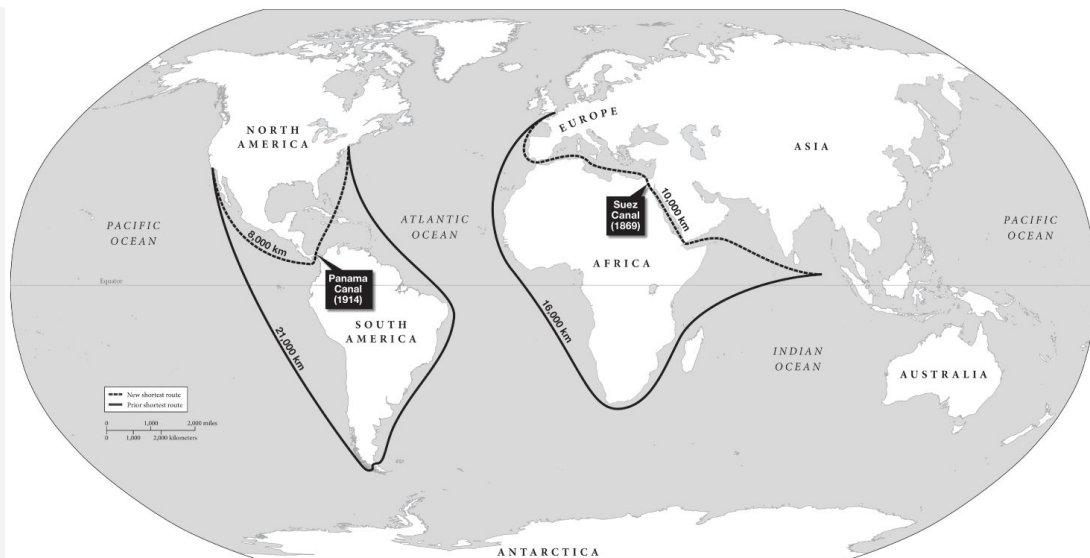 NORTH
AMERICA
EUROPE
ASIA
PACIFIC
OCEAN
ATLANTIC
OCEAN
Suez
Canal
(1869)
10,000 km
PACIFIC
OCEAN
8,000 km
AFRICA
Equator
Panama
Canal
(1914)
SOUTH
AMERICA
21,000 km
16,000 km
INDIAN
OCEAN
AUSTRALIA
New shortest route
Prior shortest route
0 1,000 2,000 miles
0 1,000 2,000 kilometers
ANTARCTICA